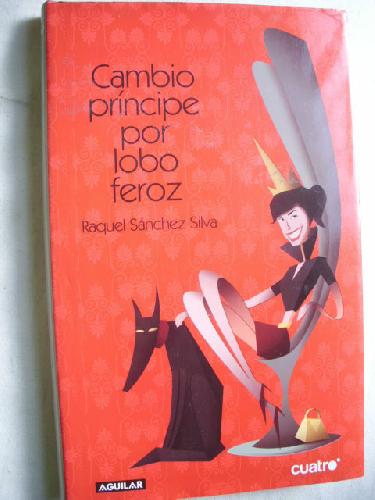 Cambio
príncipe
por
lobo
feroz
Raquel Sánchez Silva
AGUILAR
cuatro